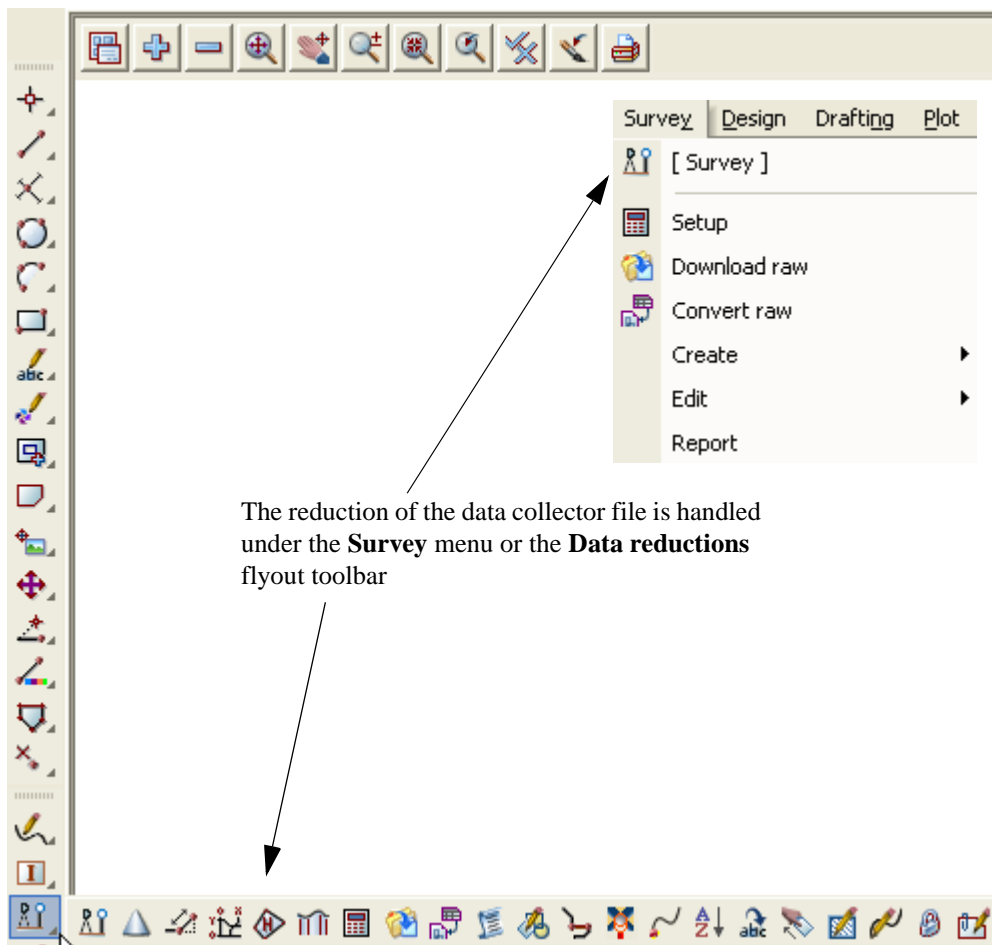 Survey Design Drafting Plot
[ Survey ]
Setup
Download raw
Convert raw
Create
Edit
Report
abc
The reduction of the data collector file is handled
under the Survey menu or the Data reductions
flyout toolbar